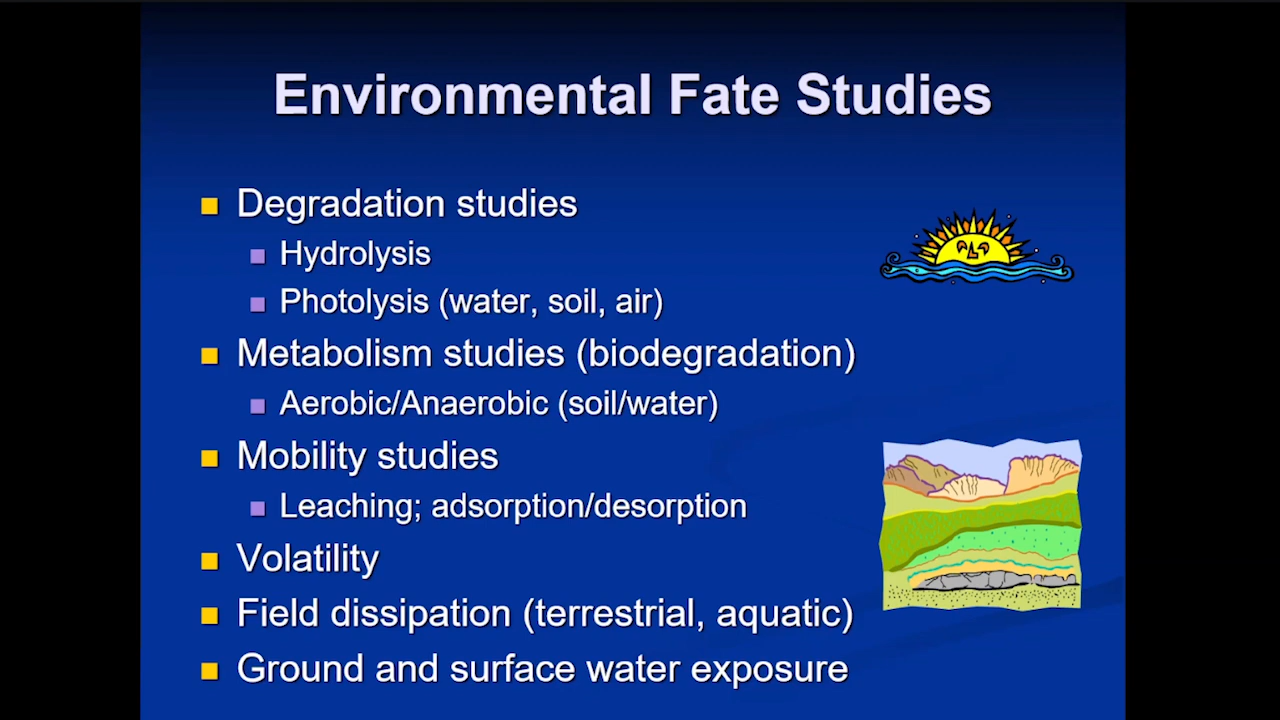 Environmental Fate Studies
Degradation studies
Hydrolysis
Photolysis (water, soil, air)
Metabolism studies (biodegradation)
Aerobic/Anaerobic (soil/water)
Mobility studies
Leaching; adsorption/desorption
Volatility
Field dissipation (terrestrial, aquatic)
Ground and surface water exposure